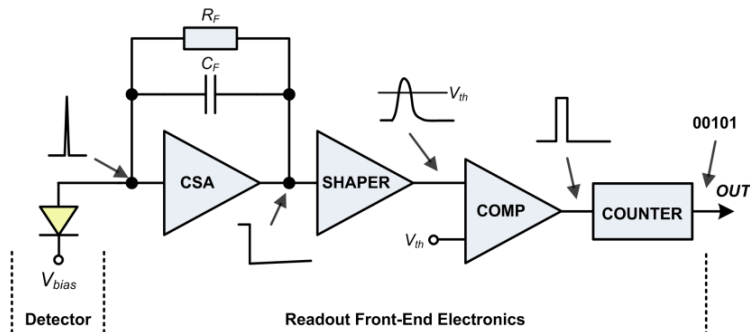 R_F
C_F
V_th
00101
CSA
SHAPER
COMP
COUNTER
OUT
V_th
V_bias
Detector
Readout Front-End Electronics